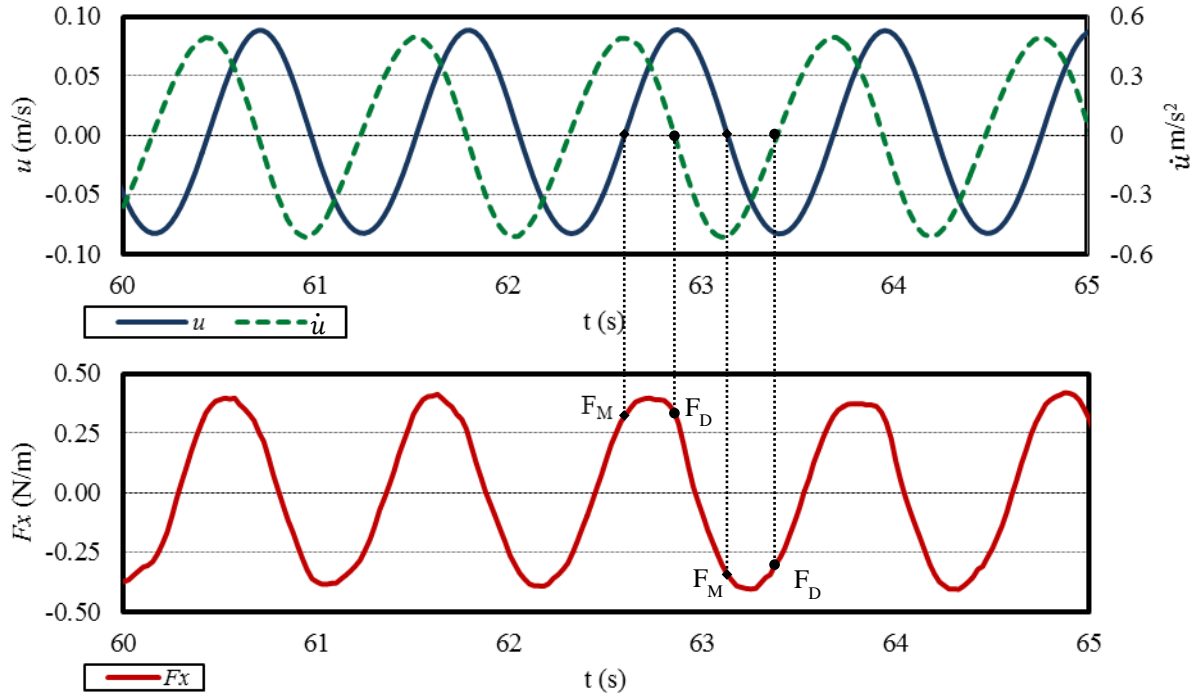 0.10
0.05
0.00
-0.05
-0.10
u (m/s)
0.6
0.3
0
-0.3
-0.6
u̇ m/s²
60 61 62 63 64 65
t (s)
u u̇
0.50
0.25
0.00
-0.25
-0.50
Fx (N/m)
F_M F_D
F_M F_D
60 61 62 63 64 65
t (s)
Fx